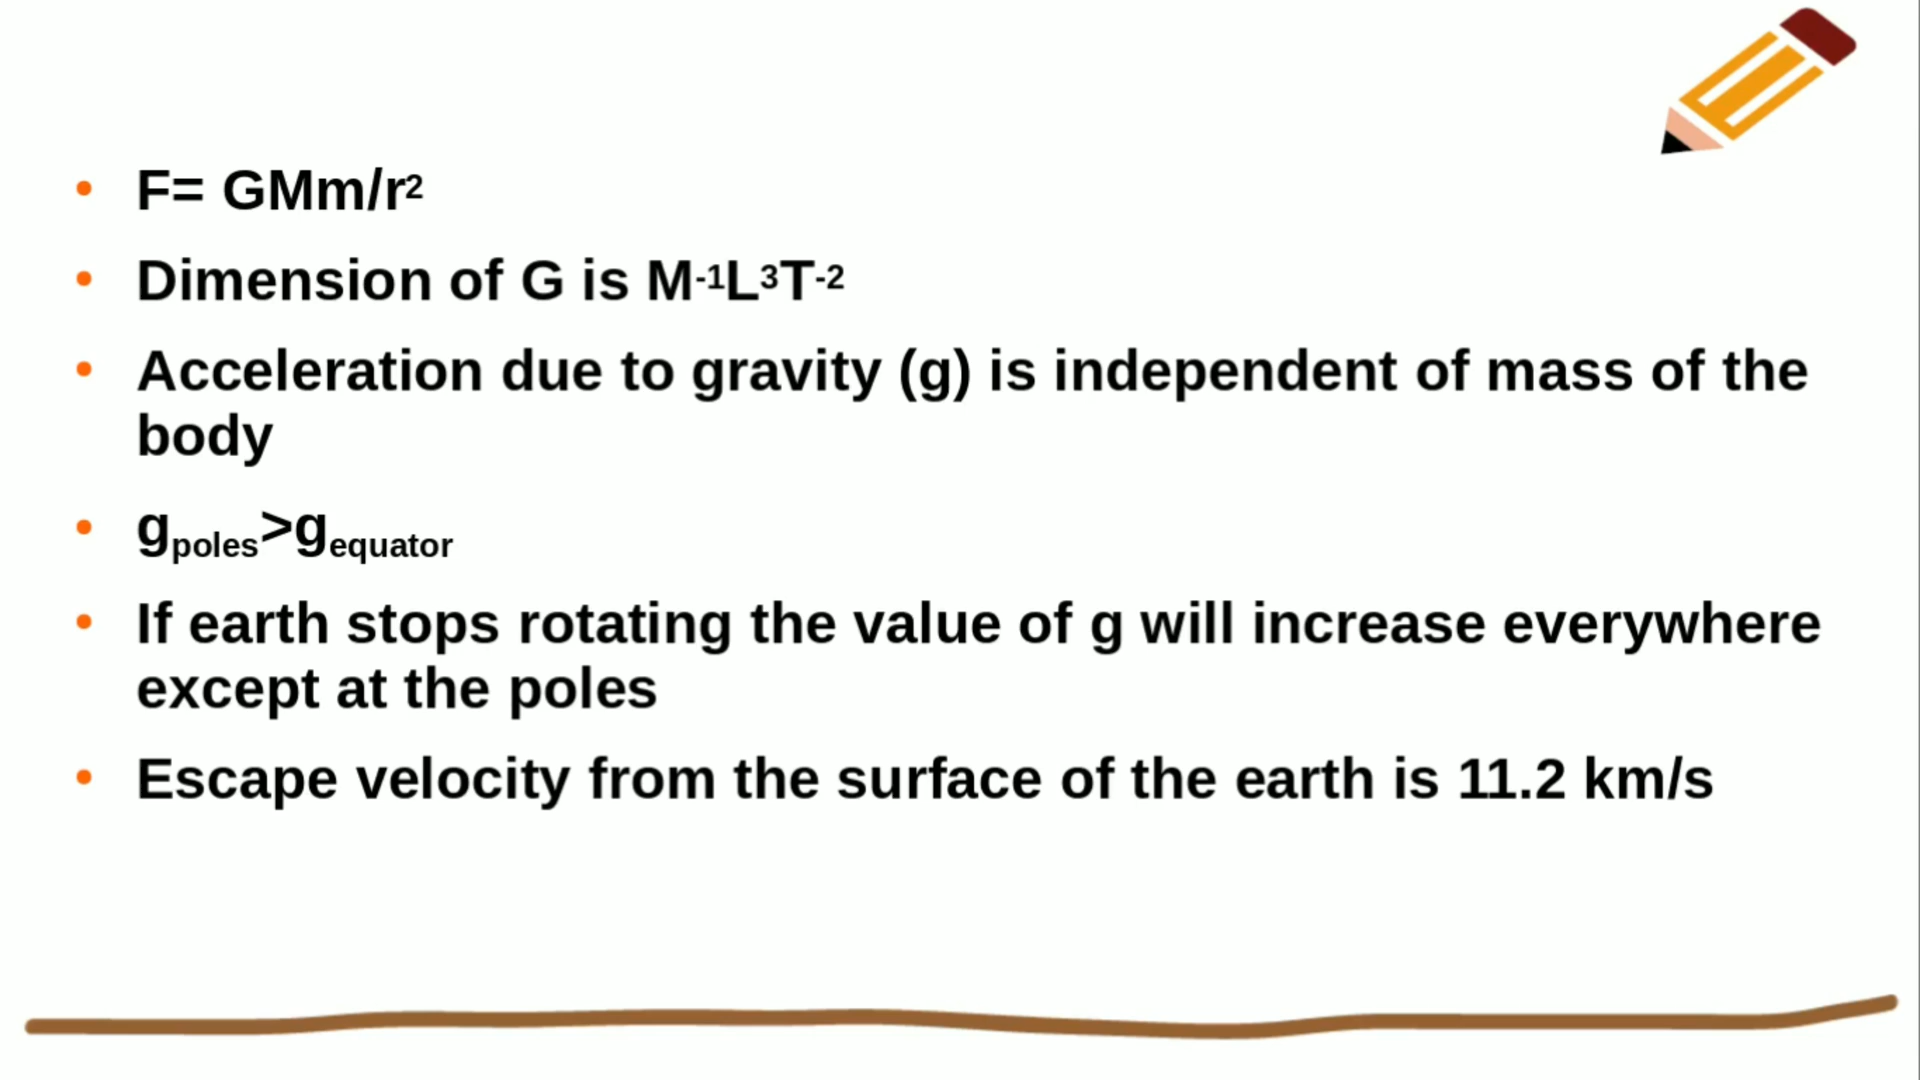 • F= GMm/r²
• Dimension of G is M⁻¹L³T⁻²
• Acceleration due to gravity (g) is independent of mass of the
body
• gpoles>gequator
• If earth stops rotating the value of g will increase everywhere
except at the poles
• Escape velocity from the surface of the earth is 11.2 km/s